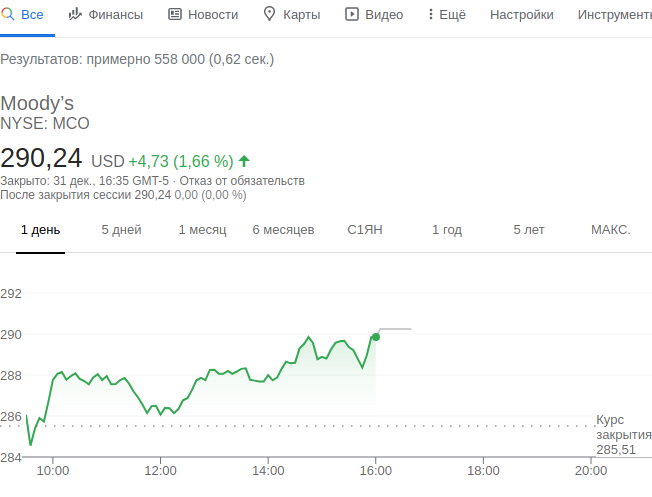 Все Финансы Новости Карты Видео Ещё Настройки Инструменты
Результатов: примерно 558 000 (0,62 сек.)
Moody’s
NYSE: MCO
290,24 USD +4,73 (1,66 %)
Закрыто: 31 дек., 16:35 GMT-5 · Отказ от обязательств
После закрытия сессии 290,24 0,00 (0,00 %)
1 день 5 дней 1 месяц 6 месяцев С1ЯН 1 год 5 лет МАКС.
292
290
288
286
284
Курс
закрытия
285,51
10:00 12:00 14:00 16:00 18:00 20:00